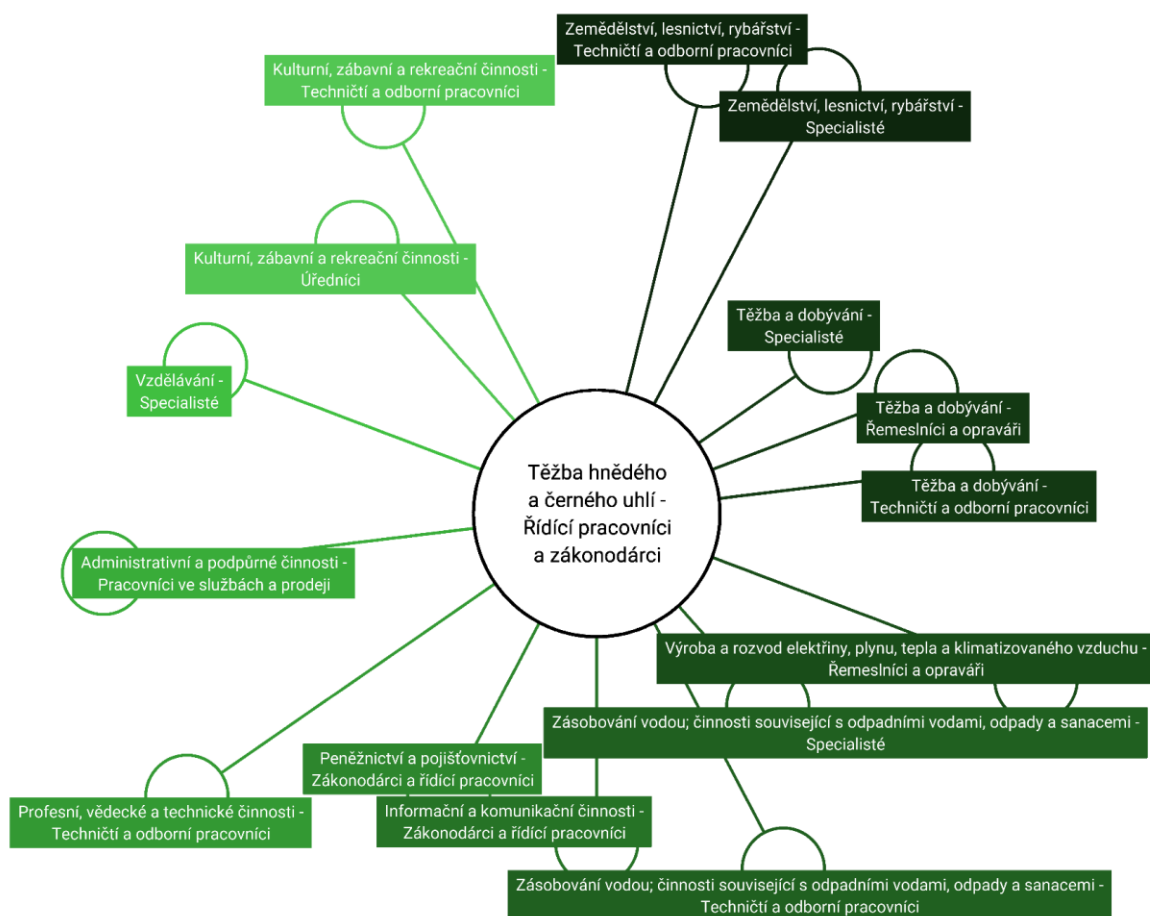 Zemědělství, lesnictví, rybářství -
Techničtí a odborní pracovníci
Zemědělství, lesnictví, rybářství -
Specialisté
Kulturní, zábavní a rekreační činnosti -
Techničtí a odborní pracovníci
Kulturní, zábavní a rekreační činnosti -
Úředníci
Těžba a dobývání -
Specialisté
Vzdělávání -
Specialisté
Těžba a dobývání -
Řemeslníci a opraváři
Těžba hnědého
a černého uhlí -
Řídící pracovníci
a zákonodárci
Těžba a dobývání -
Techničtí a odborní pracovníci
Administrativní a podpůrné činnosti -
Pracovníci ve službách a prodeji
Výroba a rozvod elektřiny, plynu, tepla a klimatizovaného vzduchu -
Řemeslníci a opraváři
Zásobování vodou; činnosti související s odpadními vodami, odpady a sanacemi -
Specialisté
Peněžnictví a pojišťovnictví -
Zákonodárci a řídící pracovníci
Profesní, vědecké a technické činnosti -
Techničtí a odborní pracovníci
Informační a komunikační činnosti -
Zákonodárci a řídící pracovníci
Zásobování vodou; činnosti související s odpadními vodami, odpady a sanacemi -
Techničtí a odborní pracovníci